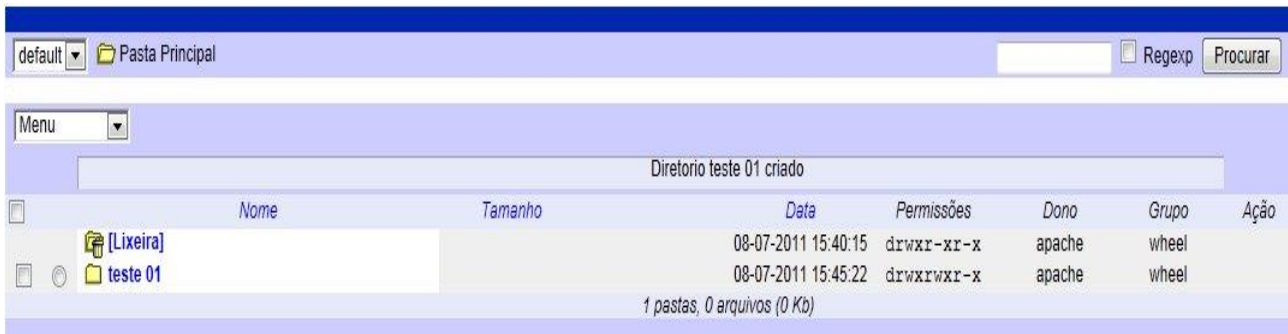 default Pasta Principal Regexp Procurar
Menu
Diretorio teste 01 criado
Nome Tamanho Data Permissões Dono Grupo Ação
[Lixeira] 08-07-2011 15:40:15 drwxr-xr-x apache wheel
teste 01 08-07-2011 15:45:22 drwxrwxr-x apache wheel
1 pastas, 0 arquivos (0 Kb)